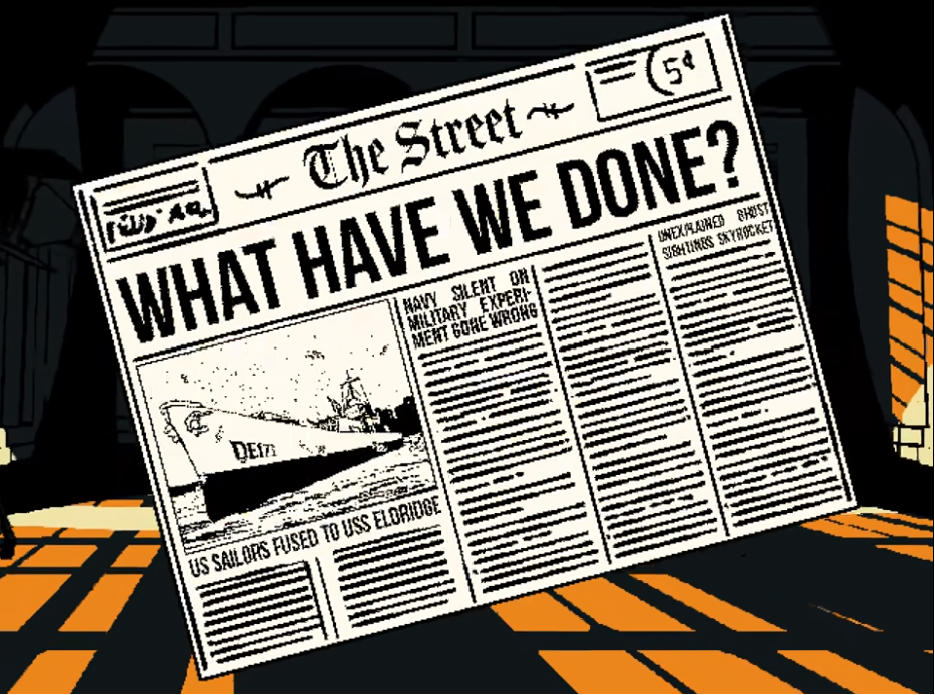 The Street
5¢
WHAT HAVE WE DONE?
NAVY SILENT ON
MILITARY EXPERI-
MENT GONE WRONG
UNEXPLAINED GHOST
SIGHTINGS SKYROCKET
DE173
US SAILORS FUSED TO USS ELDRIDGE